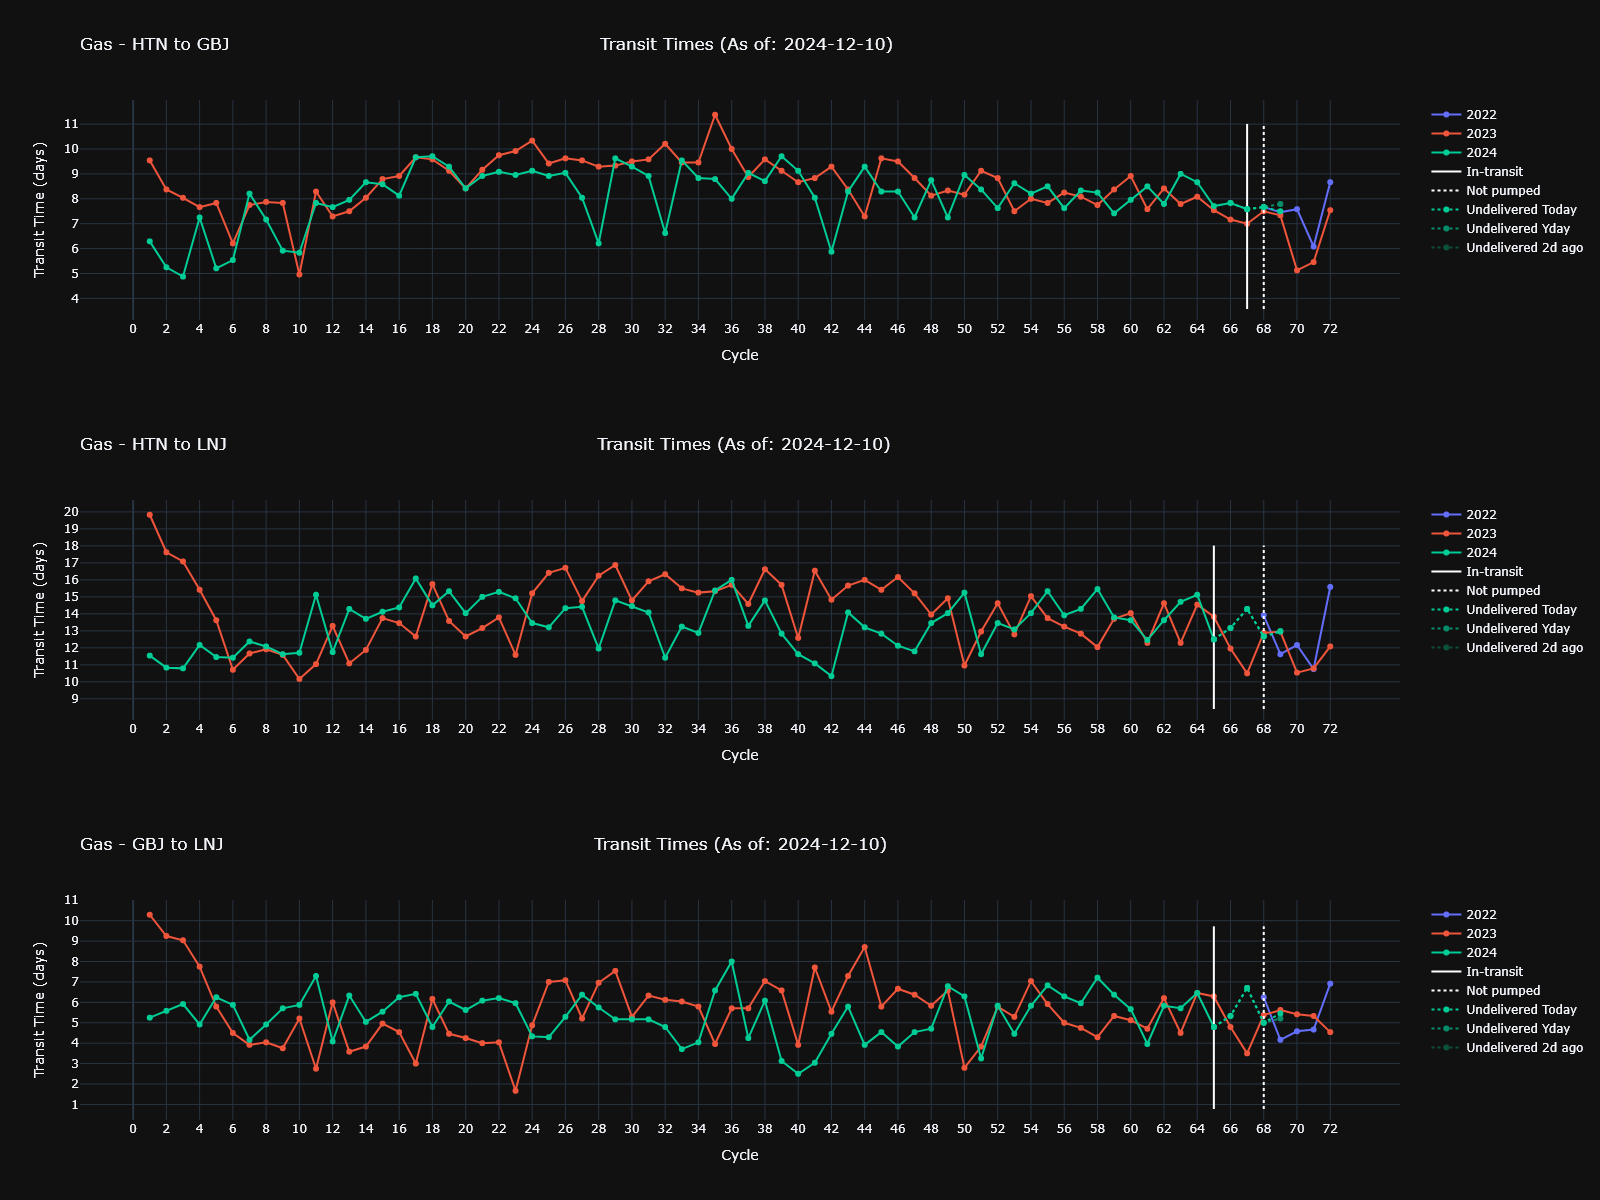 Gas - HTN to GBJ
Transit Times (As of: 2024-12-10)
Transit Time (days)
11
10
9
8
7
6
5
4
0 2 4 6 8 10 12 14 16 18 20 22 24 26 28 30 32 34 36 38 40 42 44 46 48 50 52 54 56 58 60 62 64 66 68 70 72
Cycle
2022
2023
2024
In-transit
Not pumped
Undelivered Today
Undelivered Yday
Undelivered 2d ago
Gas - HTN to LNJ
Transit Times (As of: 2024-12-10)
Transit Time (days)
20
19
18
17
16
15
14
13
12
11
10
9
0 2 4 6 8 10 12 14 16 18 20 22 24 26 28 30 32 34 36 38 40 42 44 46 48 50 52 54 56 58 60 62 64 66 68 70 72
Cycle
2022
2023
2024
In-transit
Not pumped
Undelivered Today
Undelivered Yday
Undelivered 2d ago
Gas - GBJ to LNJ
Transit Times (As of: 2024-12-10)
Transit Time (days)
11
10
9
8
7
6
5
4
3
2
1
0 2 4 6 8 10 12 14 16 18 20 22 24 26 28 30 32 34 36 38 40 42 44 46 48 50 52 54 56 58 60 62 64 66 68 70 72
Cycle
2022
2023
2024
In-transit
Not pumped
Undelivered Today
Undelivered Yday
Undelivered 2d ago